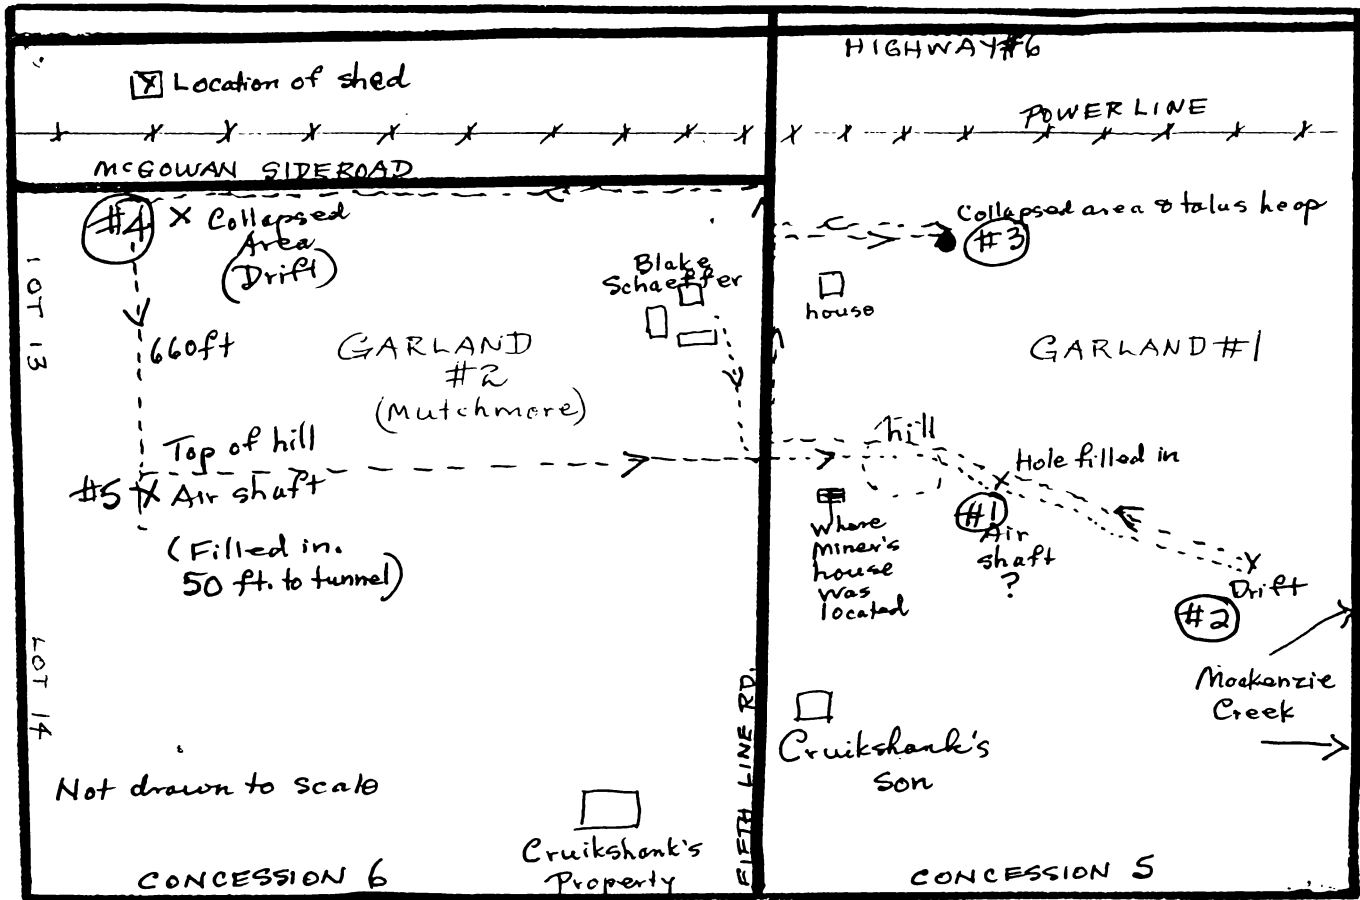 HIGHWAY #6
Location of shed
POWER LINE
McGOWAN SIDEROAD
#4
X Collapsed
Area
(Drift)
Collapsed area & talus heap
#3
LOT 13
Blake
Schaeffer
house
660ft
GARLAND
#2
(Mutchmore)
GARLAND #1
Top of hill
hill
#5 X Air shaft
Hole filled in
#1
Air
shaft
?
where
miner's
house
was
located
(Filled in.
50 ft. to tunnel)
Drift
#2
LOT 14
Mackenzie
Creek
FIFTH LINE RD.
Cruikshank's
son
Not drawn to scale
Cruikshank's
Property
CONCESSION 6
CONCESSION 5